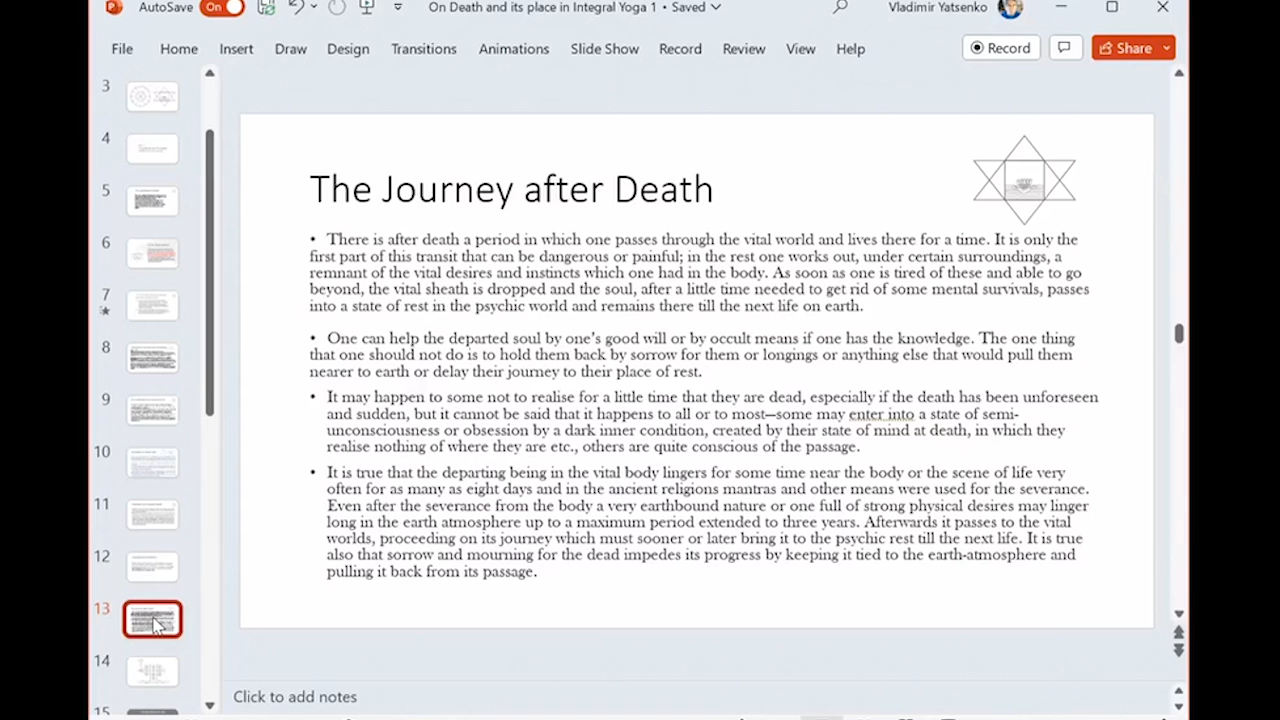 AutoSave On On Death and its place in Integral Yoga 1 • Saved Vladimir Yatsenko
File Home Insert Draw Design Transitions Animations Slide Show Record Review View Help Record Share
3
4
5
6
7
8
9
10
11
12
13
14
15
The Journey after Death
• There is after death a period in which one passes through the vital world and lives there for a time. It is only the
first part of this transit that can be dangerous or painful; in the rest one works out, under certain surroundings, a
remnant of the vital desires and instincts which one had in the body. As soon as one is tired of these and able to go
beyond, the vital sheath is dropped and the soul, after a little time needed to get rid of some mental survivals, passes
into a state of rest in the psychic world and remains there till the next life on earth.
• One can help the departed soul by one's good will or by occult means if one has the knowledge. The one thing
that one should not do is to hold them back by sorrow for them or longings or anything else that would pull them
nearer to earth or delay their journey to their place of rest.
• It may happen to some not to realise for a little time that they are dead, especially if the death has been unforeseen
and sudden, but it cannot be said that it happens to all or to most—some may enter into a state of semi-
unconsciousness or obsession by a dark inner condition, created by their state of mind at death, in which they
realise nothing of where they are etc., others are quite conscious of the passage.
• It is true that the departing being in the vital body lingers for some time near the body or the scene of life very
often for as many as eight days and in the ancient religions mantras and other means were used for the severance.
Even after the severance from the body a very earthbound nature or one full of strong physical desires may linger
long in the earth atmosphere up to a maximum period extended to three years. Afterwards it passes to the vital
worlds, proceeding on its journey which must sooner or later bring it to the psychic rest till the next life. It is true
also that sorrow and mourning for the dead impedes its progress by keeping it tied to the earth-atmosphere and
pulling it back from its passage.
Click to add notes